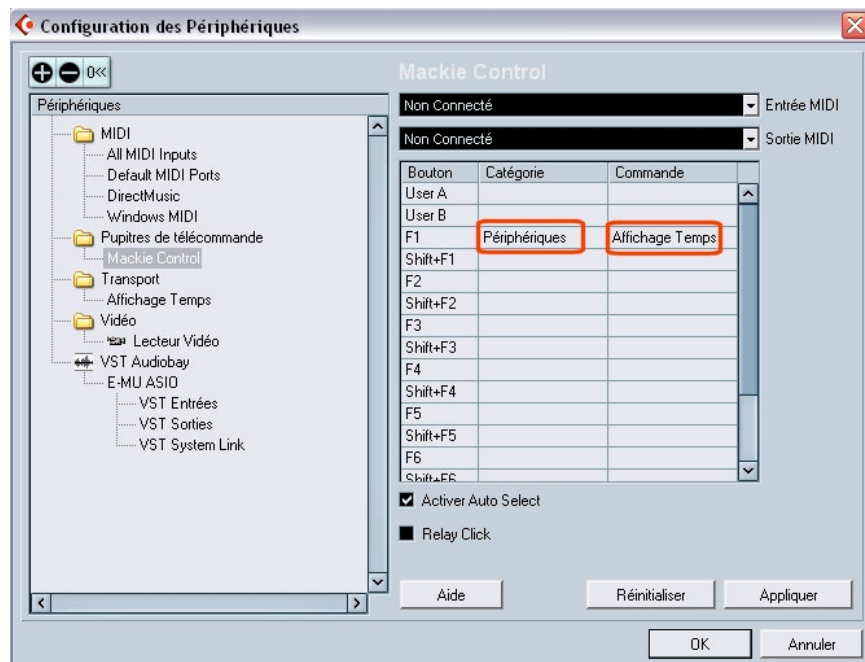 Configuration des Périphériques
0<<
Mackie Control
Périphériques
MIDI
All MIDI Inputs
Default MIDI Ports
DirectMusic
Windows MIDI
Pupitres de télécommande
Mackie Control
Transport
Affichage Temps
Vidéo
Lecteur Vidéo
VST Audiobay
E-MU ASIO
VST Entrées
VST Sorties
VST System Link
Non Connecté Entrée MIDI
Non Connecté Sortie MIDI
Bouton Catégorie Commande
User A
User B
F1 Périphériques Affichage Temps
Shift+F1
F2
Shift+F2
F3
Shift+F3
F4
Shift+F4
F5
Shift+F5
F6
Shift+F6
Activer Auto Select
Relay Click
Aide Réinitialiser Appliquer
OK Annuler